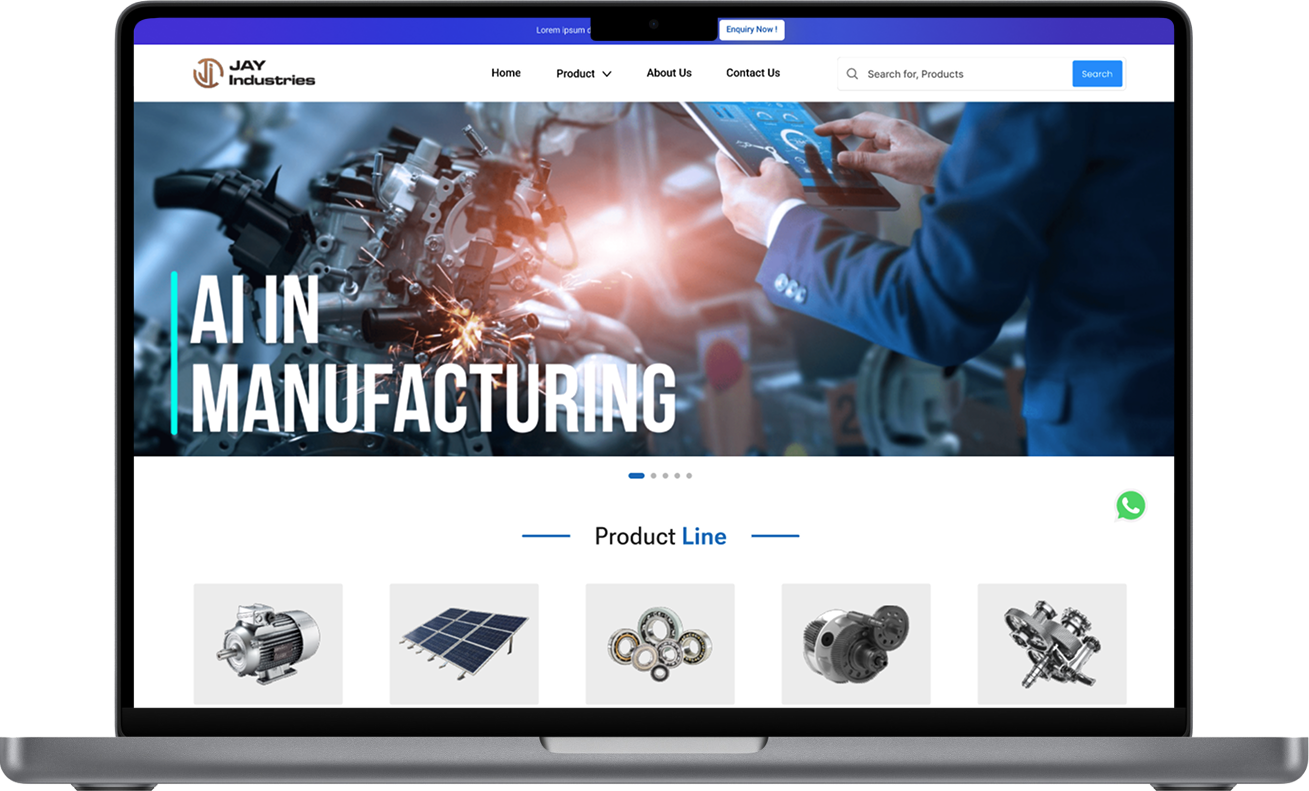 Lorem ipsum
Enquiry Now !
JAY
Industries
Home
Product
About Us
Contact Us
Search for, Products
Search
AI IN
MANUFACTURING
Product Line